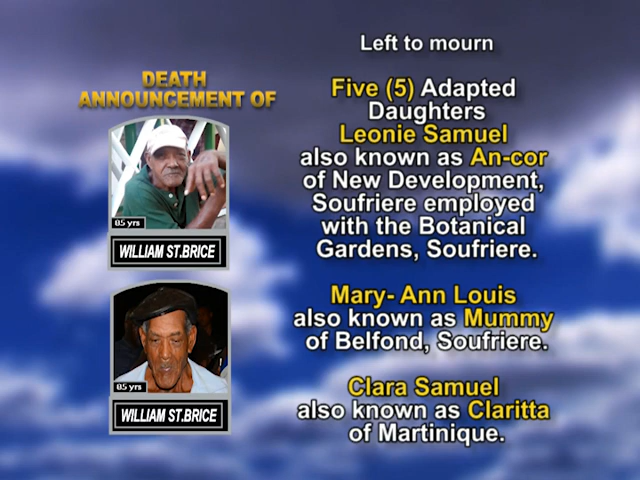 DEATH
ANNOUNCEMENT OF
85 yrs
WILLIAM ST.BRICE
85 yrs
WILLIAM ST.BRICE
Left to mourn
Five (5) Adapted
Daughters
Leonie Samuel
also known as An-cor
of New Development,
Soufriere employed
with the Botanical
Gardens, Soufriere.
Mary- Ann Louis
also known as Mummy
of Belfond, Soufriere.
Clara Samuel
also known as Claritta
of Martinique.